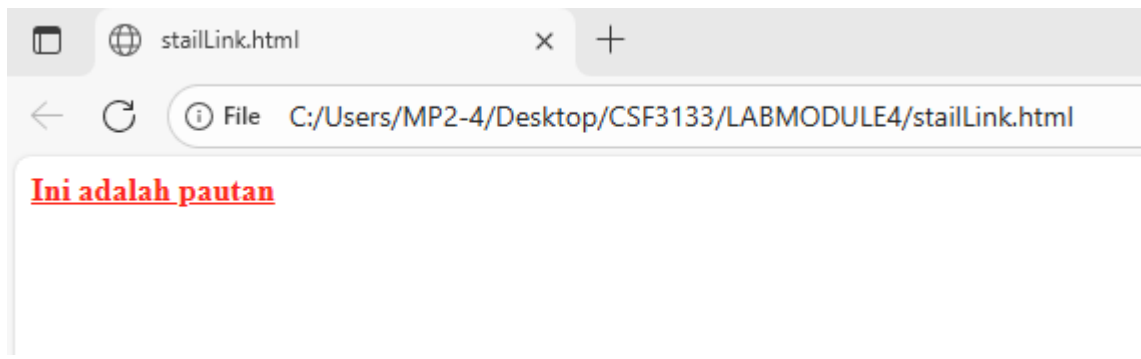 stailLink.html
File C:/Users/MP2-4/Desktop/CSF3133/LABMODULE4/stailLink.html
Ini adalah pautan